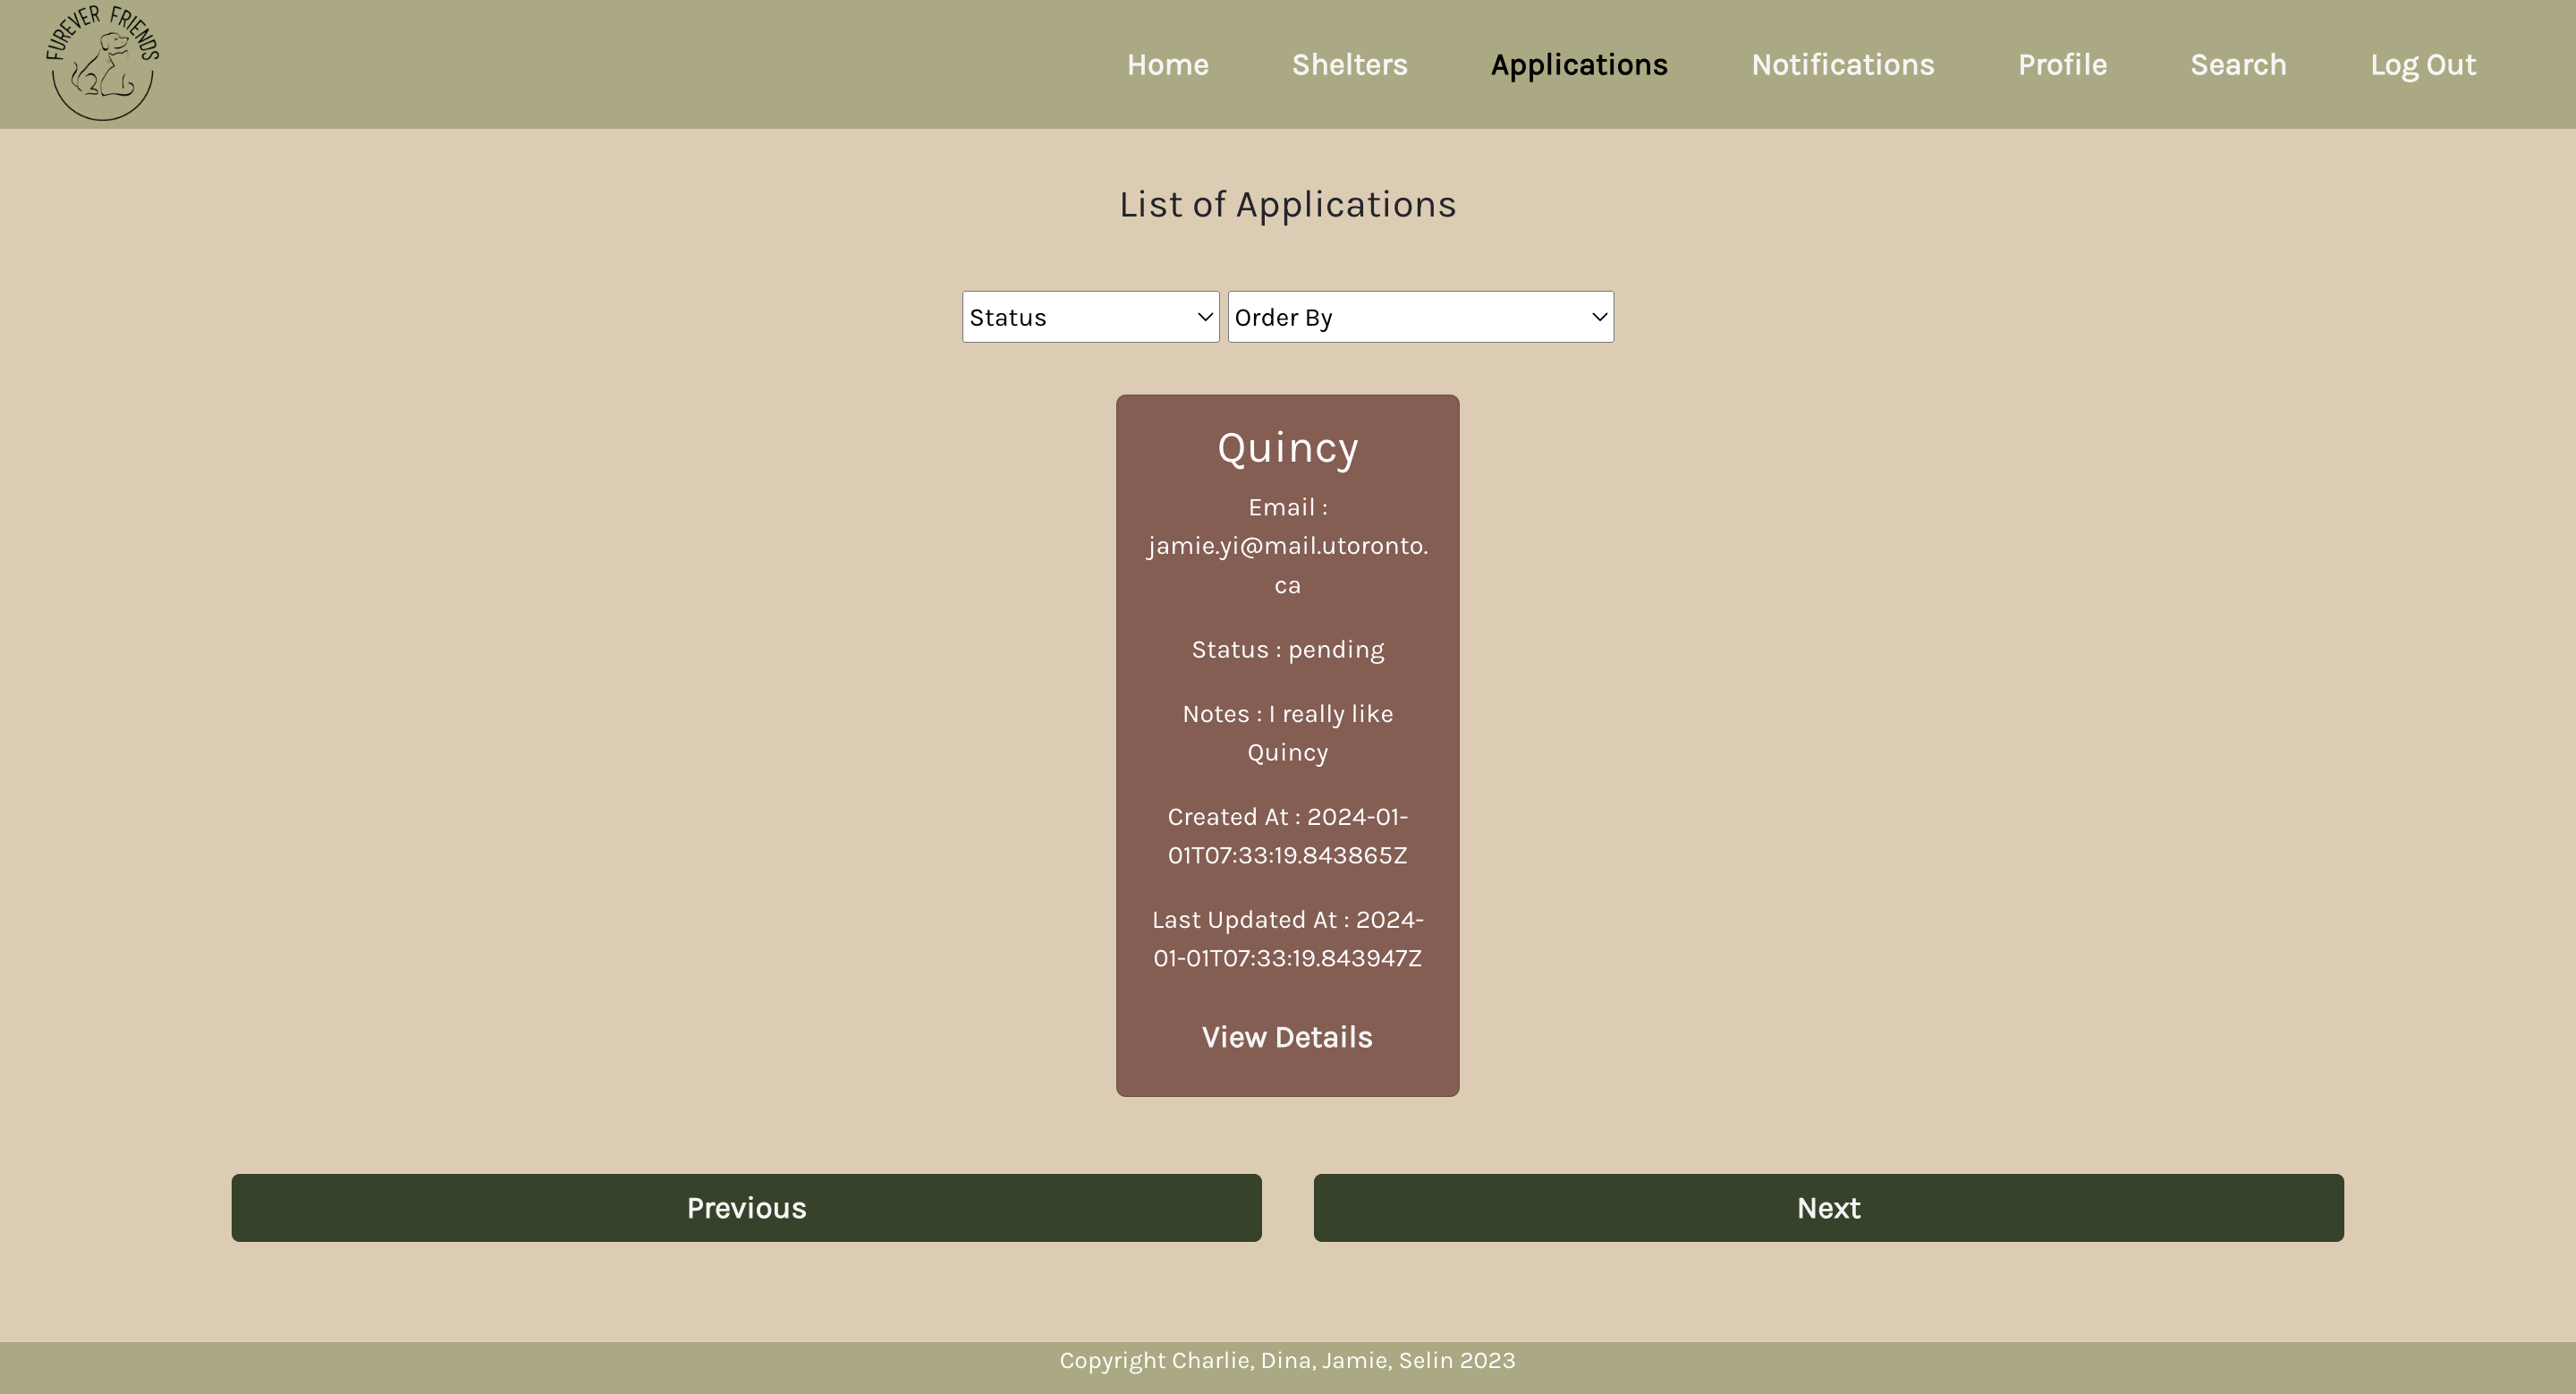 FUREVER FRIENDS
Home Shelters Applications Notifications Profile Search Log Out
List of Applications
Status Order By
Quincy
Email :
jamie.yi@mail.utoronto.
ca
Status : pending
Notes : I really like
Quincy
Created At : 2024-01-
01T07:33:19.843865Z
Last Updated At : 2024-
01-01T07:33:19.843947Z
View Details
Previous Next
Copyright Charlie, Dina, Jamie, Selin 2023